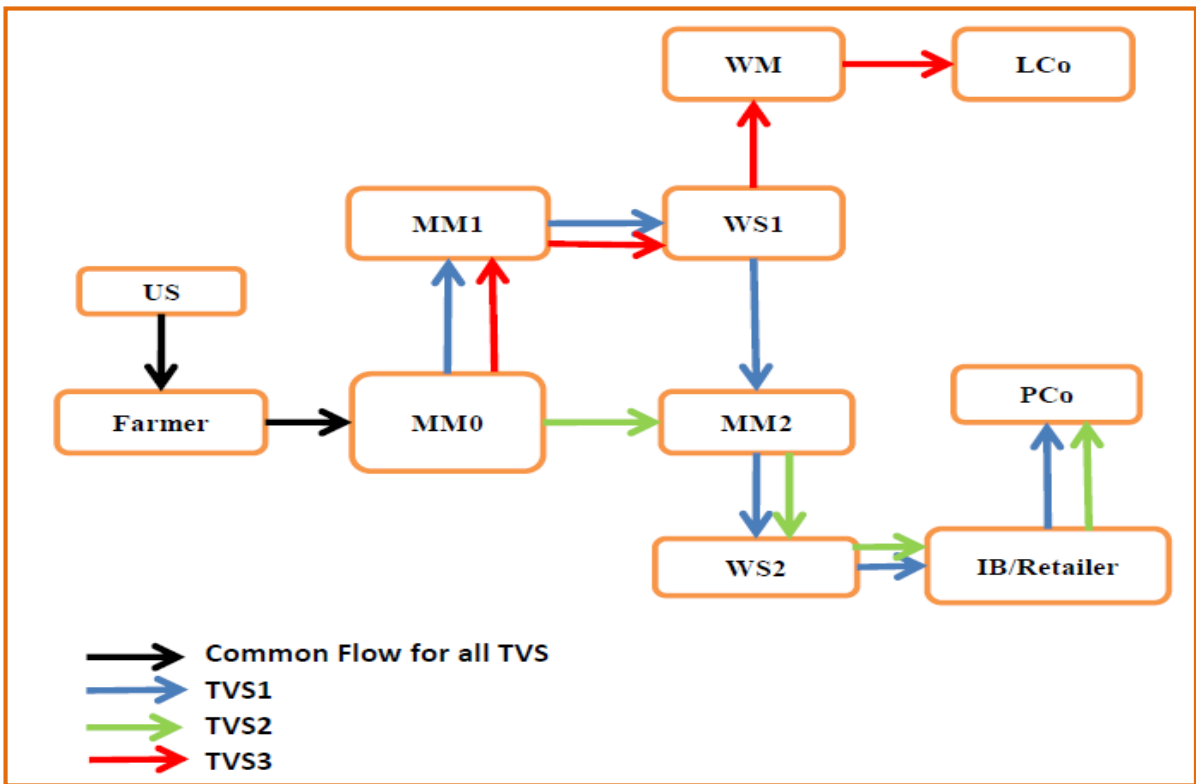 WM
LCo
MM1
WS1
US
Farmer
MM0
MM2
PCo
WS2
IB/Retailer
Common Flow for all TVS
TVS1
TVS2
TVS3